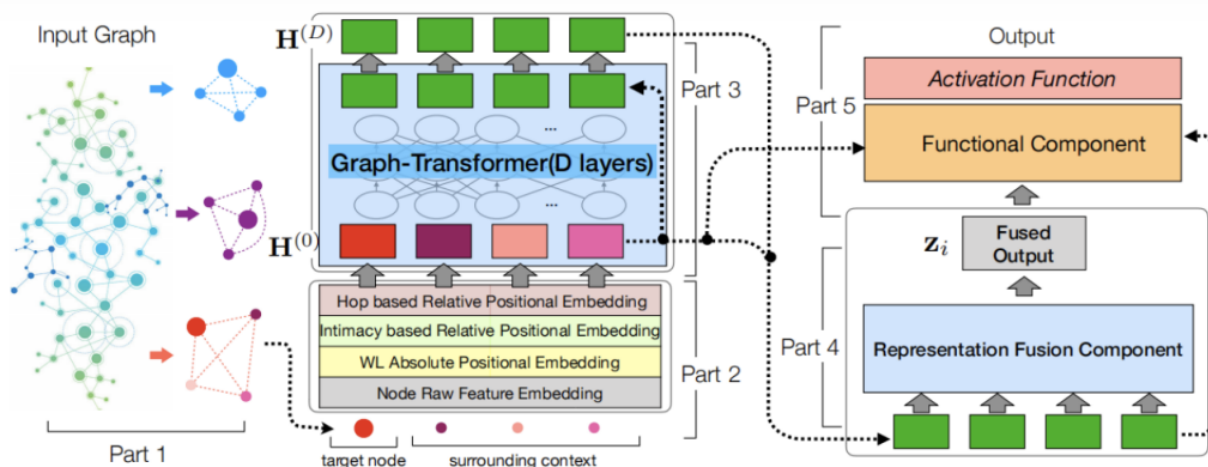 Input Graph
Part 1
H^(D)
Part 3
Graph-Transformer(D layers)
...
...
H^(0)
Hop based Relative Positional Embedding
Intimacy based Relative Positional Embedding
WL Absolute Positional Embedding
Node Raw Feature Embedding
Part 2
target node
surrounding context
Output
Part 5
Activation Function
Functional Component
z_i
Fused
Output
Part 4
Representation Fusion Component